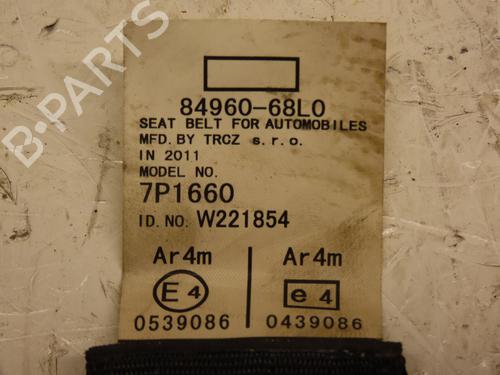 84960-68L0
SEAT BELT FOR AUTOMOBILES
MFD. BY TRCZ s. r. o.
IN 2011
MODEL NO.
7P1660
ID. NO. W221854
Ar4m Ar4m
E 4 e 4
0539086 0439086
B-PARTS